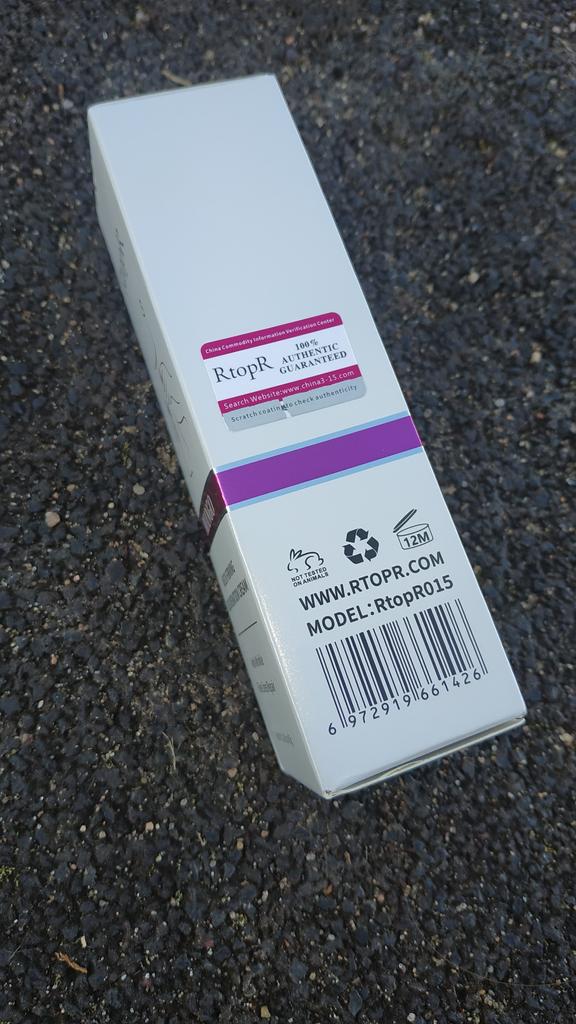 China Commodity Information Verification Center
RtopR
100%
AUTHENTIC
GUARANTEED
Search Website:www.china3-15.com
Scratch coating to check authenticity
12M
NOT TESTED
ON ANIMALS
WWW.RTOPR.COM
MODEL:RtopR015
6 972919 661426